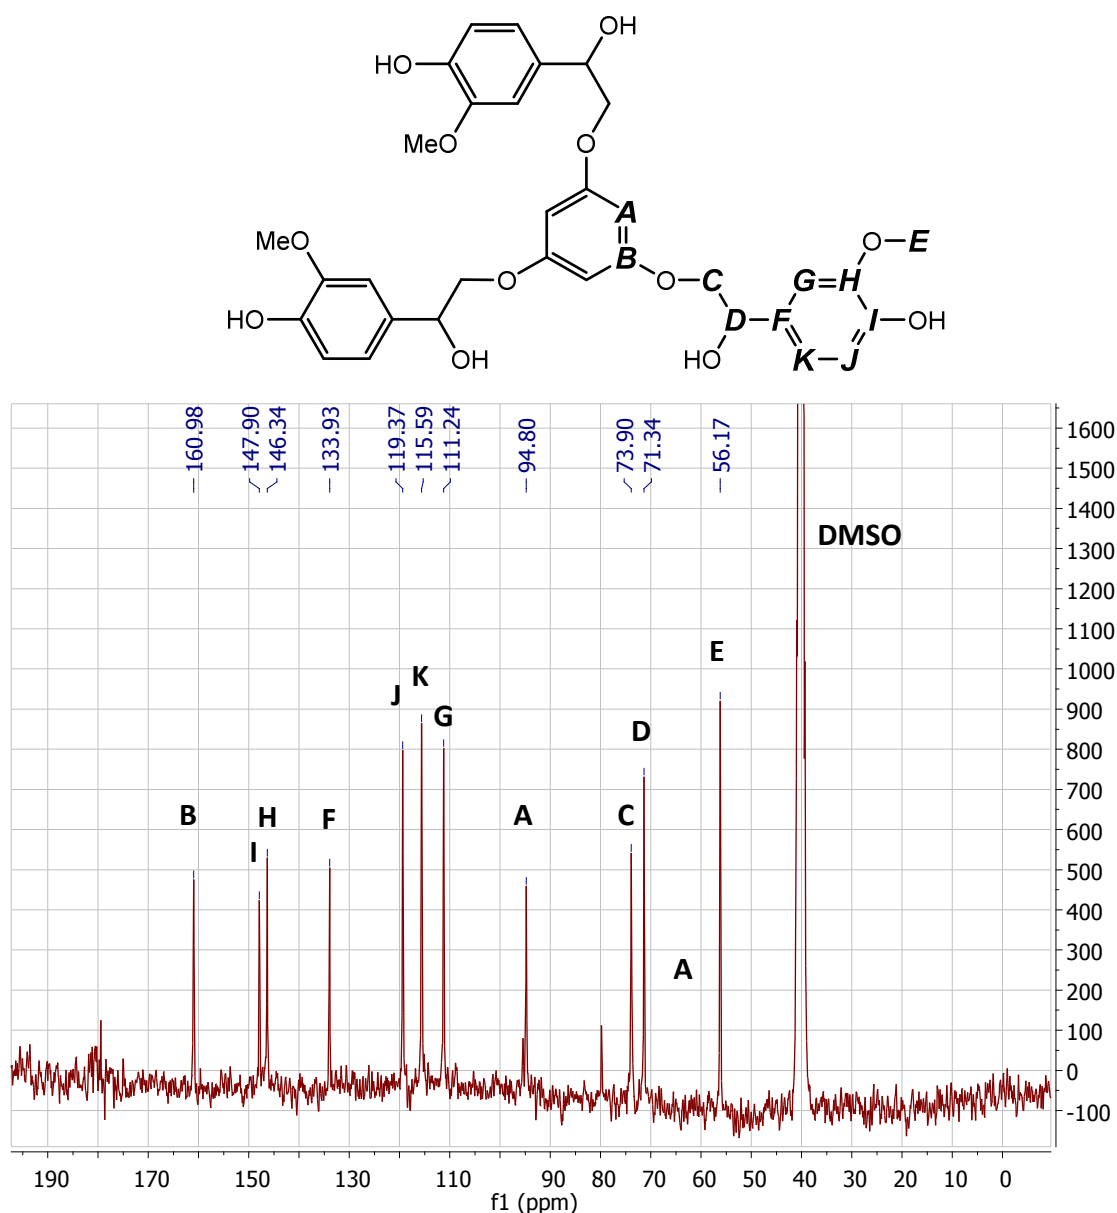 OH
HO
MeO
O
A
MeO
O
E
B
O
G=H
O
C
HO
D
F
I
OH
OH
HO
K
J
160.98
147.90
146.34
133.93
119.37
115.59
111.24
94.80
73.90
71.34
56.17
1600
1500
1400
DMSO
1300
1200
1100
E
1000
K
J
900
G
D
800
700
B
H
F
A
C
600
I
500
400
300
A
200
100
0
-100
190
170
150
130
110
90
80
70
60
50
40
30
20
10
0
f1 (ppm)